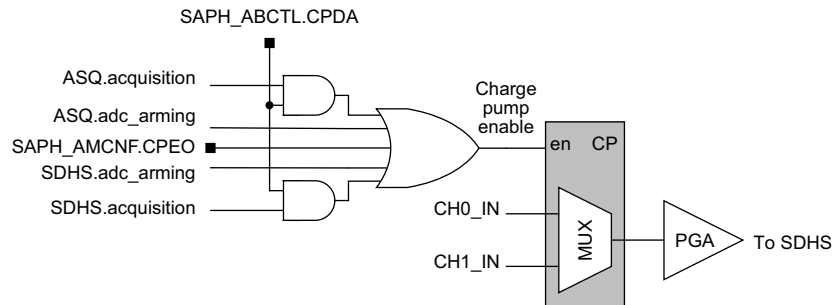 SAPH_ABCTL.CPDA
ASQ.acquisition
ASQ.adc_arming
SAPH_AMCNF.CPEO
SDHS.adc_arming
SDHS.acquisition
Charge
pump
enable
en CP
CH0_IN
CH1_IN
MUX
PGA
To SDHS